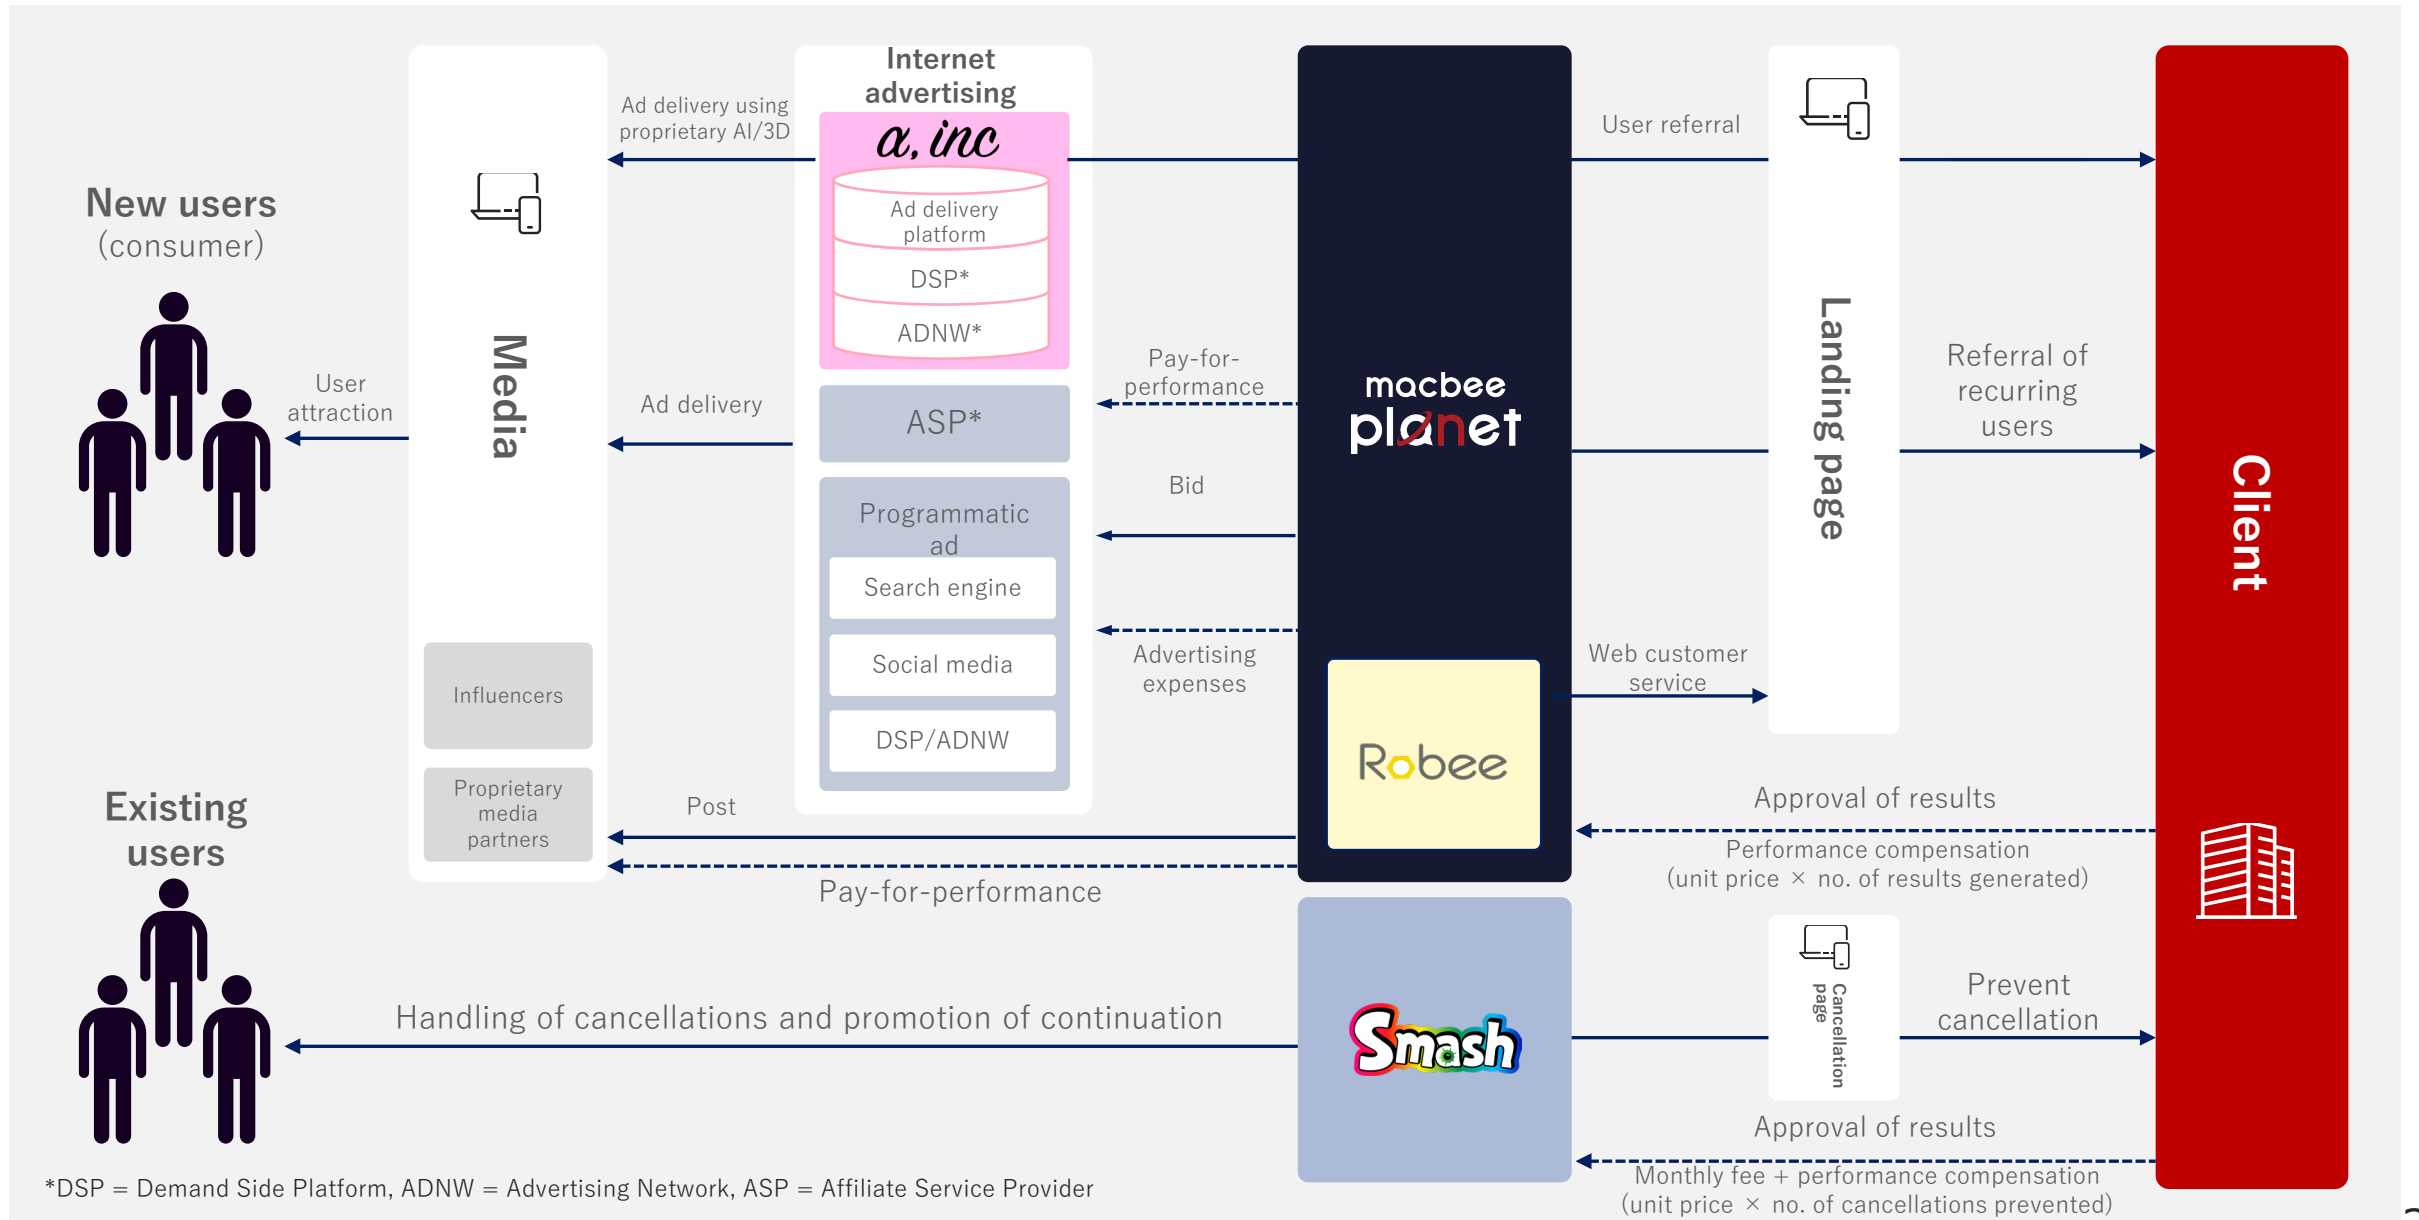 New users
(consumer)
User
attraction
Existing
users
Media
Influencers
Proprietary
media
partners
Ad delivery using
proprietary AI/3D
Ad delivery
Post
Pay-for-performance
Internet
advertising
α, inc
Ad delivery
platform
DSP*
ADNW*
ASP*
Programmatic
ad
Search engine
Social media
DSP/ADNW
Pay-for-
performance
Bid
Advertising
expenses
macbee
planet
Robee
User referral
Landing page
Referral of
recurring
users
Web customer
service
Approval of results
Performance compensation
(unit price × no. of results generated)
Client
Handling of cancellations and promotion of continuation
Smash
Cancellation
page
Prevent
cancellation
Approval of results
Monthly fee + performance compensation
(unit price × no. of cancellations prevented)
*DSP = Demand Side Platform, ADNW = Advertising Network, ASP = Affiliate Service Provider